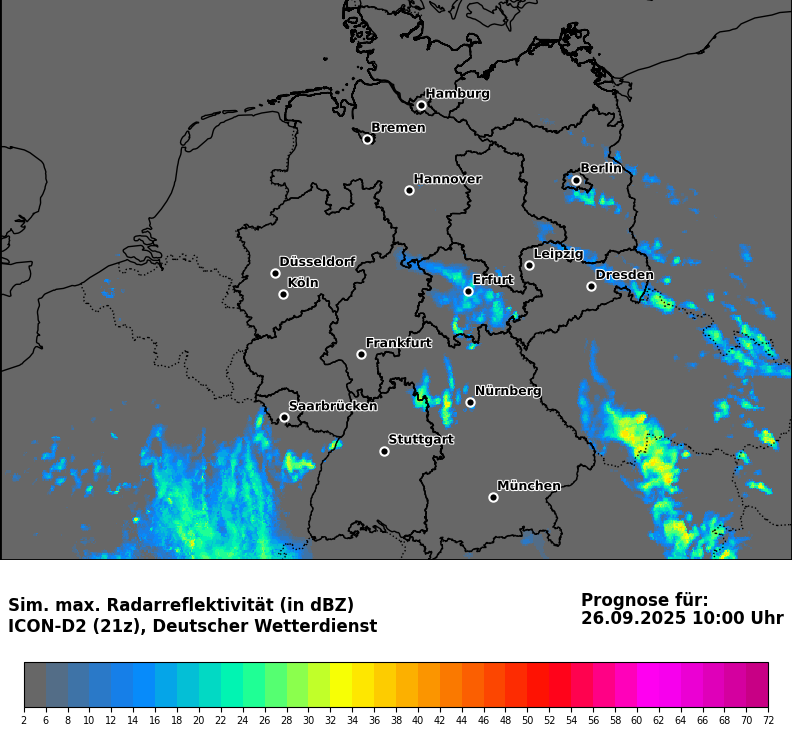 Hamburg
Bremen
Berlin
Hannover
Leipzig
Düsseldorf
Dresden
Köln
Erfurt
Frankfurt
Nürnberg
Saarbrücken
Stuttgart
München
Sim. max. Radarreflektivität (in dBZ)
ICON-D2 (21z), Deutscher Wetterdienst
Prognose für:
26.09.2025 10:00 Uhr
2 6 8 10 12 14 16 18 20 22 24 26 28 30 32 34 36 38 40 42 44 46 48 50 52 54 56 58 60 62 64 66 68 70 72